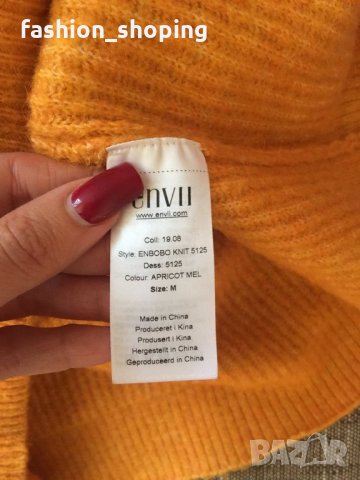 fashion_shoping
envii
www.envii.com
Coll: 19.08
Style: ENBOBO KNIT 5125
Dess: 5125
Colour: APRICOT MEL
Size: M
Made in China
Produceret i Kina
Produsert i Kina
Hergestellt in China
Geproduceerd in China
BAZAR